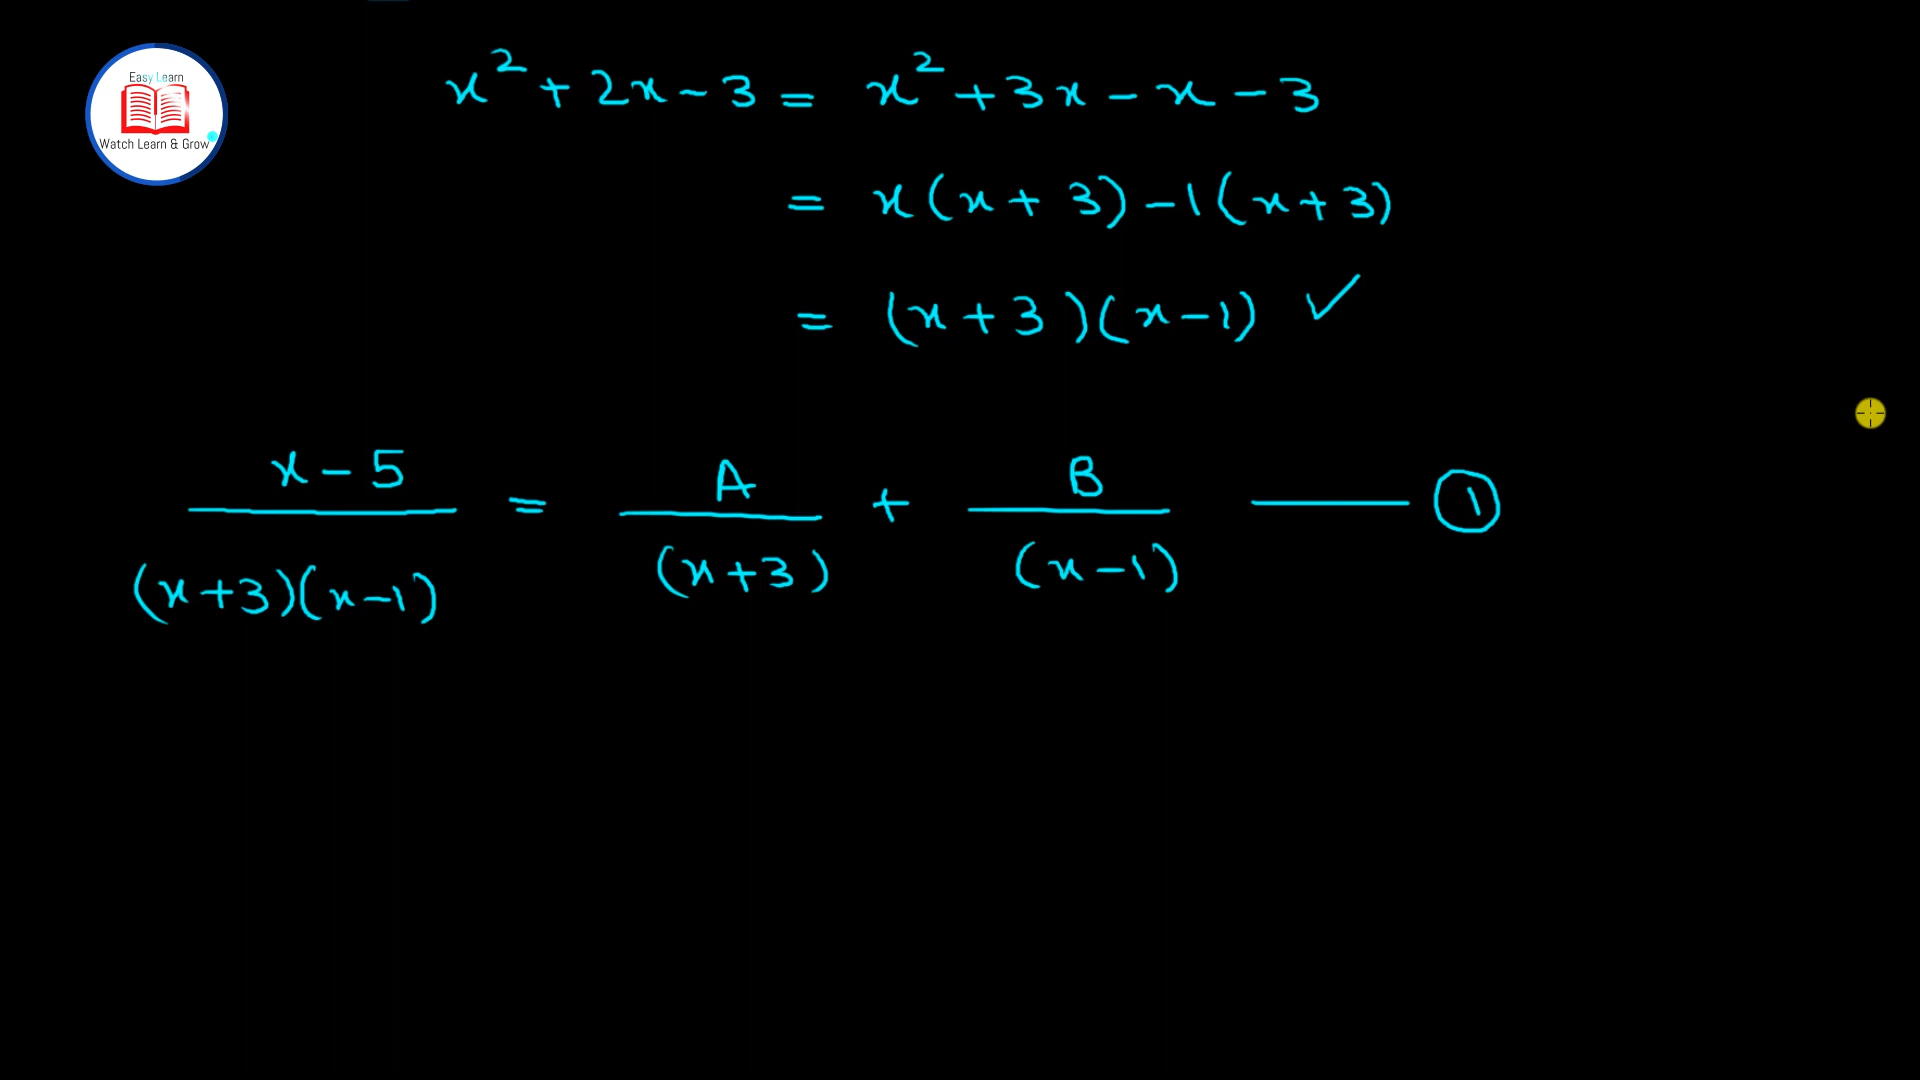 Easy Learn
Watch Learn & Grow
x² + 2x - 3 = x² + 3x - x - 3
= x(x + 3) - 1(x + 3)
= (x + 3)(x - 1) ✓
x - 5 / (x + 3)(x - 1) = A / (x + 3) + B / (x - 1) —— ①